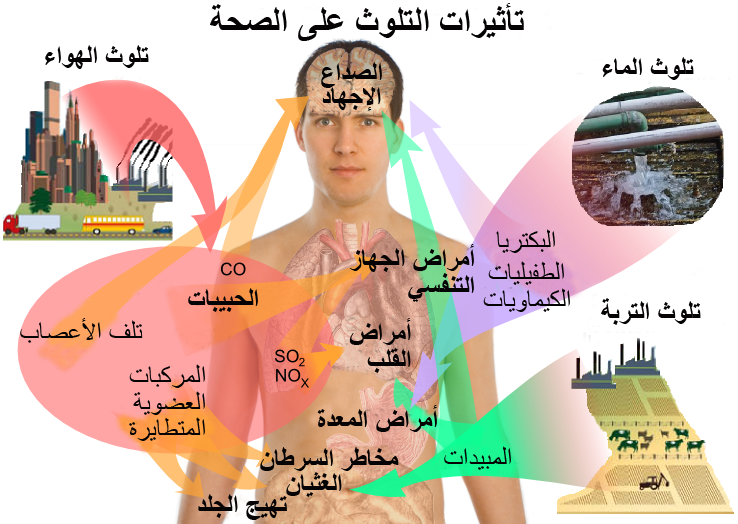 تأثيرات التلوث على الصحة
تلوث الهواء
تلوث الماء
الصداع
الإجهاد
البكتريا
الطفيليات
الكيماويات
أمراض الجهاز
التنفسي
CO
الحبيبات
تلوث التربة
تلف الأعصاب
أمراض
القلب
SO₂
NOₓ
المركبات
العضوية
المتطايرة
أمراض المعدة
المبيدات
مخاطر السرطان
الغثيان
تهيج الجلد